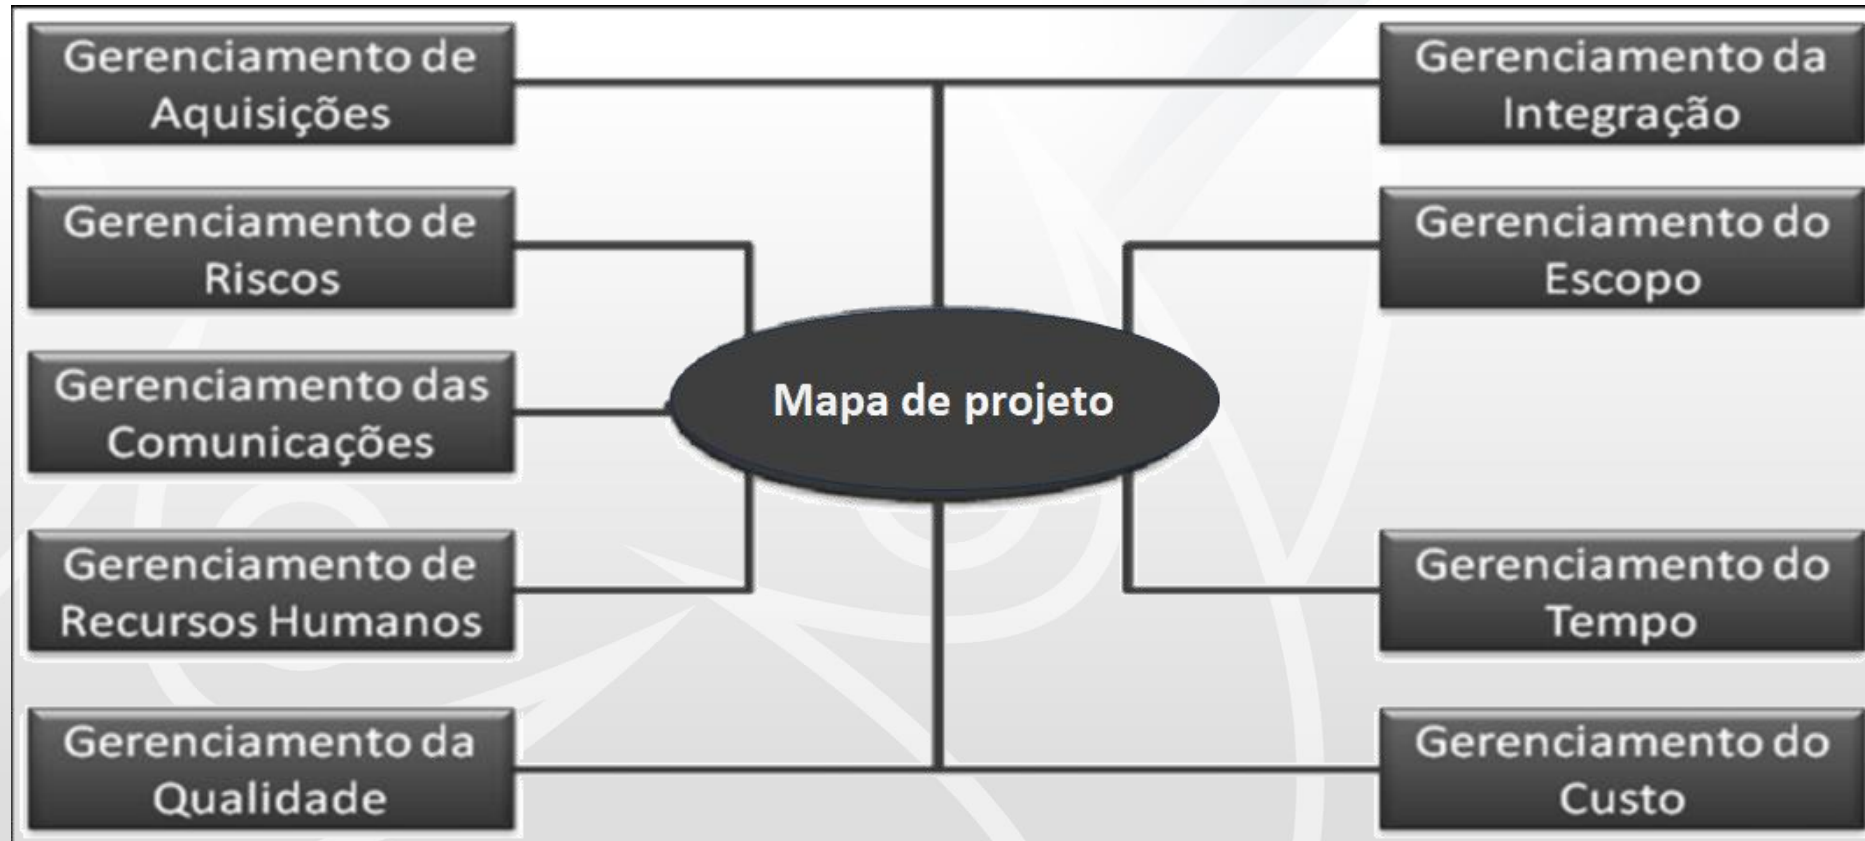 Gerenciamento de
Aquisições
Gerenciamento de
Riscos
Gerenciamento das
Comunicações
Gerenciamento de
Recursos Humanos
Gerenciamento da
Qualidade
Mapa de projeto
Gerenciamento da
Integração
Gerenciamento do
Escopo
Gerenciamento do
Tempo
Gerenciamento do
Custo